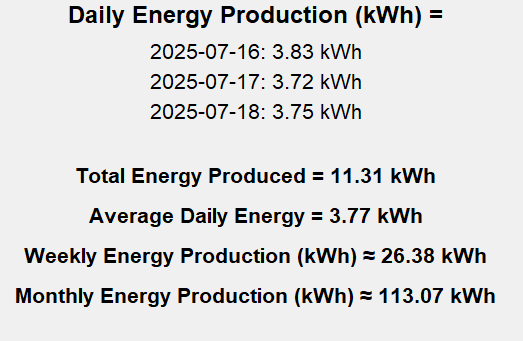 Daily Energy Production (kWh) =
2025-07-16: 3.83 kWh
2025-07-17: 3.72 kWh
2025-07-18: 3.75 kWh
Total Energy Produced = 11.31 kWh
Average Daily Energy = 3.77 kWh
Weekly Energy Production (kWh) ≈ 26.38 kWh
Monthly Energy Production (kWh) ≈ 113.07 kWh